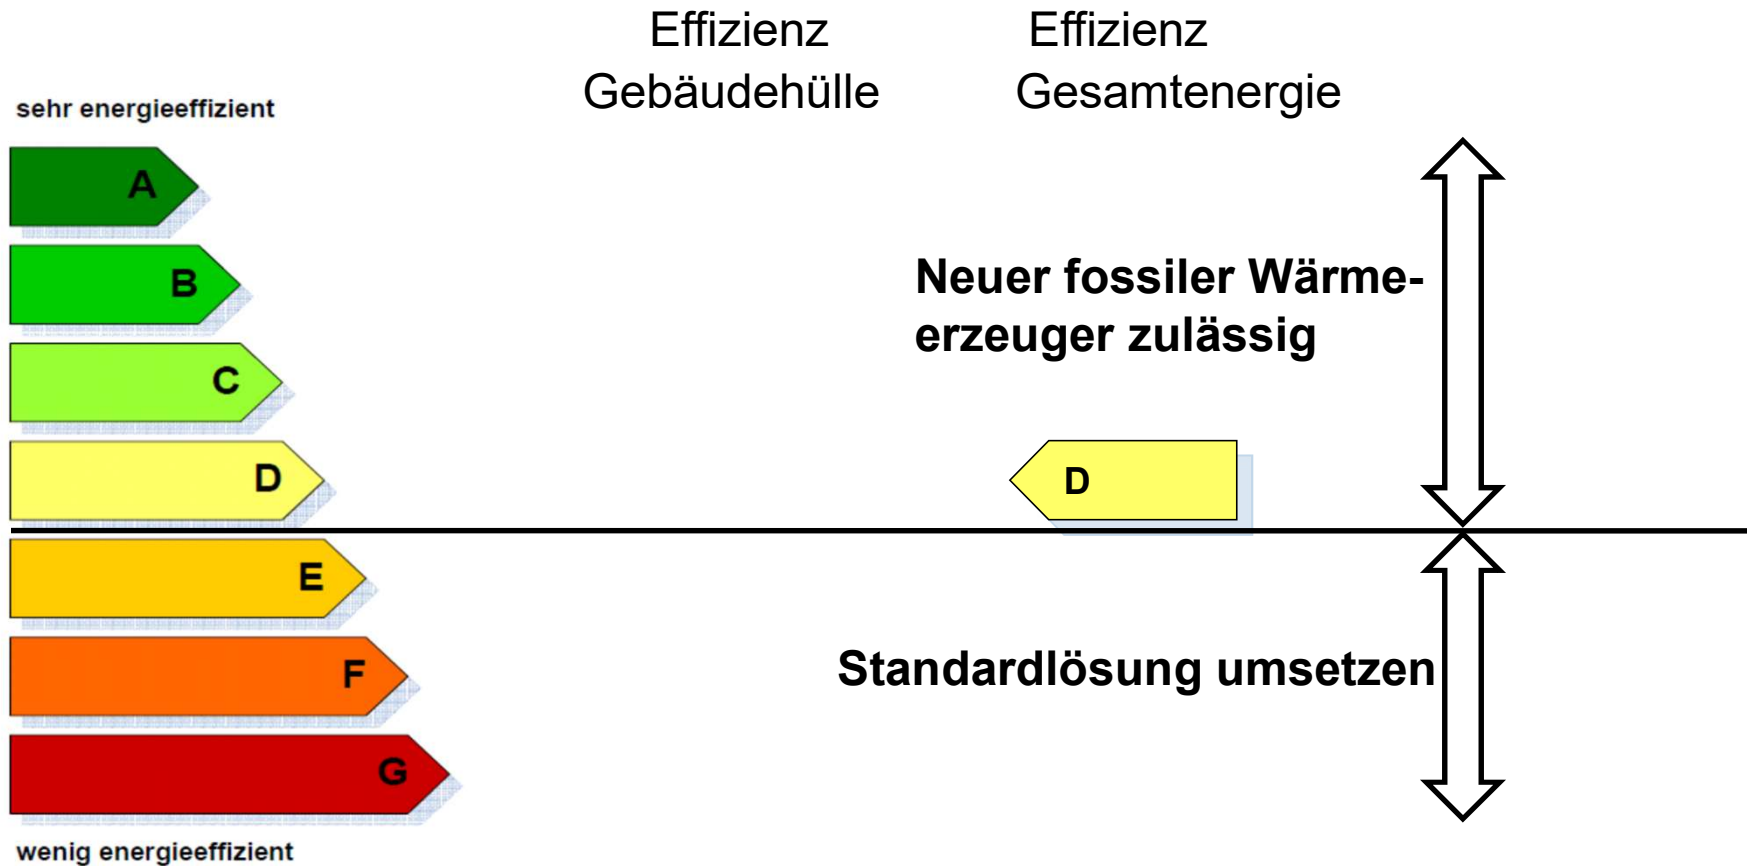 Effizienz
Gebäudehülle
Effizienz
Gesamtenergie
sehr energieeffizient
A
B
Neuer fossiler Wärme-
erzeuger zulässig
C
D
D
E
F
Standardlösung umsetzen
G
wenig energieeffizient